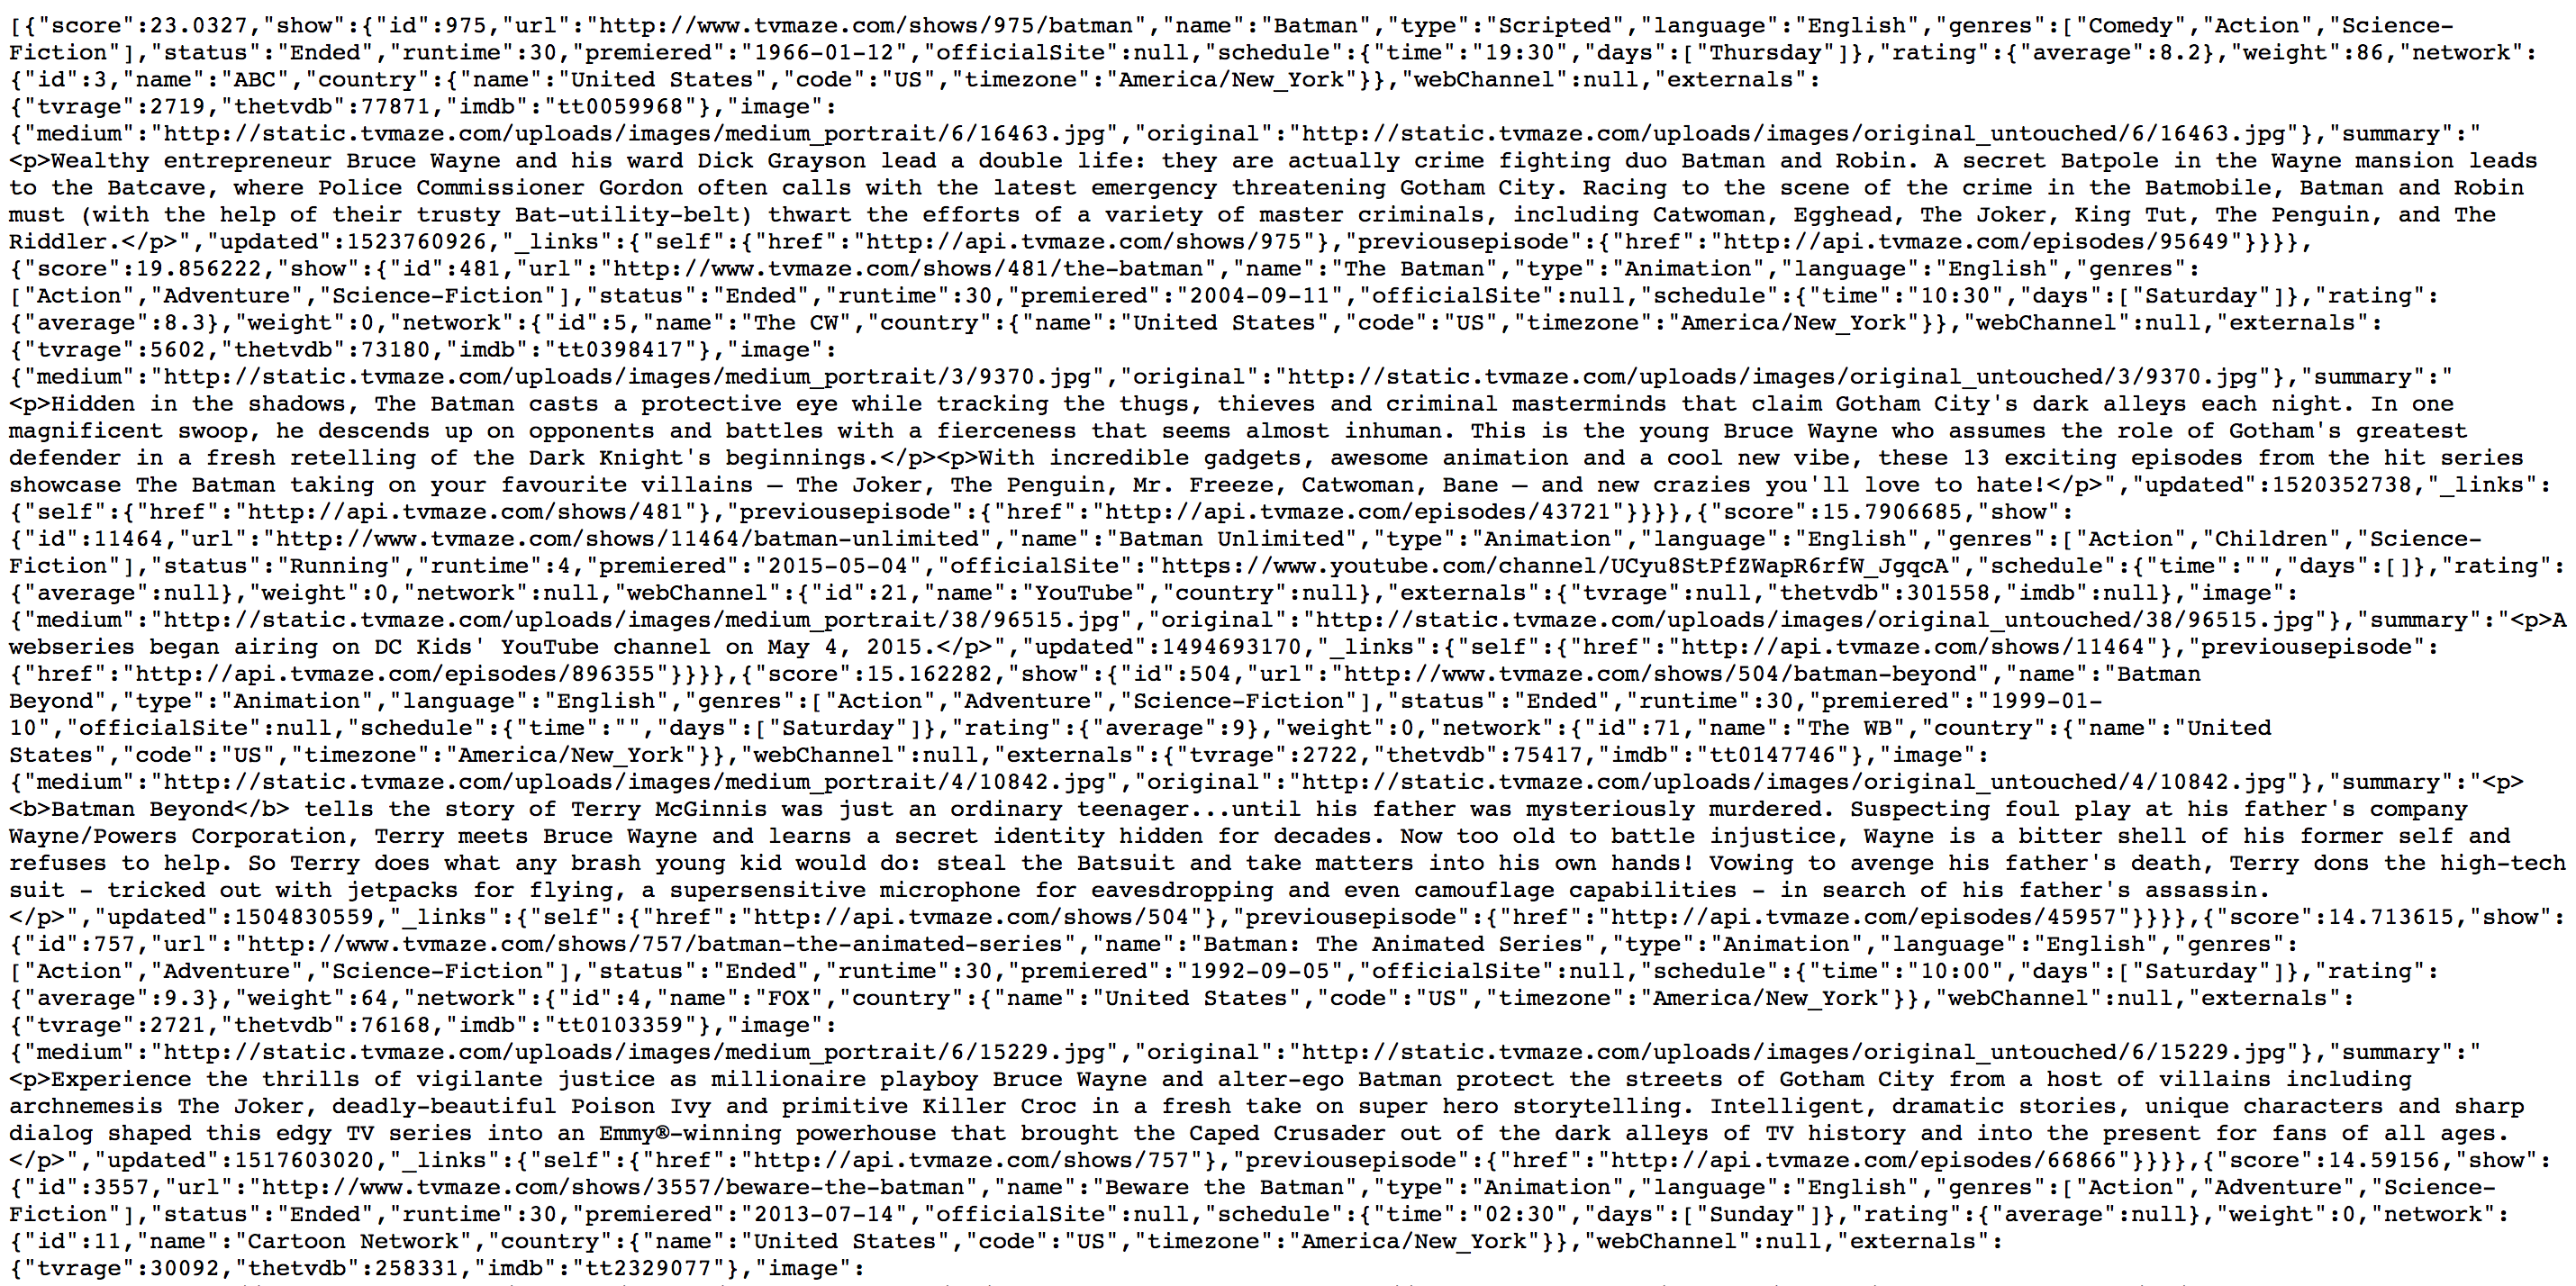 [{"score":23.0327,"show":{"id":975,"url":"http://www.tvmaze.com/shows/975/batman","name":"Batman","type":"Scripted","language":"English","genres":["Comedy","Action","Science-
Fiction"],"status":"Ended","runtime":30,"premiered":"1966-01-12","officialSite":null,"schedule":{"time":"19:30","days":["Thursday"]},"rating":{"average":8.2},"weight":86,"network":
{"id":3,"name":"ABC","country":{"name":"United States","code":"US","timezone":"America/New_York"}},"webChannel":null,"externals":
{"tvrage":2719,"thetvdb":77871,"imdb":"tt0059968"},"image":
{"medium":"http://static.tvmaze.com/uploads/images/medium_portrait/6/16463.jpg","original":"http://static.tvmaze.com/uploads/images/original_untouched/6/16463.jpg"},"summary":"
<p>Wealthy entrepreneur Bruce Wayne and his ward Dick Grayson lead a double life: they are actually crime fighting duo Batman and Robin. A secret Batpole in the Wayne mansion leads
to the Batcave, where Police Commissioner Gordon often calls with the latest emergency threatening Gotham City. Racing to the scene of the crime in the Batmobile, Batman and Robin
must (with the help of their trusty Bat-utility-belt) thwart the efforts of a variety of master criminals, including Catwoman, Egghead, The Joker, King Tut, The Penguin, and The
Riddler.</p>","updated":1523760926,"_links":{"self":{"href":"http://api.tvmaze.com/shows/975"},"previousepisode":{"href":"http://api.tvmaze.com/episodes/95649"}}}},
{"score":19.856222,"show":{"id":481,"url":"http://www.tvmaze.com/shows/481/the-batman","name":"The Batman","type":"Animation","language":"English","genres":
["Action","Adventure","Science-Fiction"],"status":"Ended","runtime":30,"premiered":"2004-09-11","officialSite":null,"schedule":{"time":"10:30","days":["Saturday"]},"rating":
{"average":8.3},"weight":0,"network":{"id":5,"name":"The CW","country":{"name":"United States","code":"US","timezone":"America/New_York"}},"webChannel":null,"externals":
{"tvrage":5602,"thetvdb":73180,"imdb":"tt0398417"},"image":
{"medium":"http://static.tvmaze.com/uploads/images/medium_portrait/3/9370.jpg","original":"http://static.tvmaze.com/uploads/images/original_untouched/3/9370.jpg"},"summary":"
<p>Hidden in the shadows, The Batman casts a protective eye while tracking the thugs, thieves and criminal masterminds that claim Gotham City's dark alleys each night. In one
magnificent swoop, he descends up on opponents and battles with a fierceness that seems almost inhuman. This is the young Bruce Wayne who assumes the role of Gotham's greatest
defender in a fresh retelling of the Dark Knight's beginnings.</p><p>With incredible gadgets, awesome animation and a cool new vibe, these 13 exciting episodes from the hit series
showcase The Batman taking on your favourite villains — The Joker, The Penguin, Mr. Freeze, Catwoman, Bane — and new crazies you'll love to hate!</p>","updated":1520352738,"_links":
{"self":{"href":"http://api.tvmaze.com/shows/481"},"previousepisode":{"href":"http://api.tvmaze.com/episodes/43721"}}}},{"score":15.7906685,"show":
{"id":11464,"url":"http://www.tvmaze.com/shows/11464/batman-unlimited","name":"Batman Unlimited","type":"Animation","language":"English","genres":["Action","Children","Science-
Fiction"],"status":"Running","runtime":4,"premiered":"2015-05-04","officialSite":"https://www.youtube.com/channel/UCyu8StPfZWapR6rfW_JgqcA","schedule":{"time":"","days":[]},"rating":
{"average":null},"weight":0,"network":null,"webChannel":{"id":21,"name":"YouTube","country":null},"externals":{"tvrage":null,"thetvdb":301558,"imdb":null},"image":
{"medium":"http://static.tvmaze.com/uploads/images/medium_portrait/38/96515.jpg","original":"http://static.tvmaze.com/uploads/images/original_untouched/38/96515.jpg"},"summary":"<p>A
webseries began airing on DC Kids' YouTube channel on May 4, 2015.</p>","updated":1494693170,"_links":{"self":{"href":"http://api.tvmaze.com/shows/11464"},"previousepisode":
{"href":"http://api.tvmaze.com/episodes/896355"}}}},{"score":15.162282,"show":{"id":504,"url":"http://www.tvmaze.com/shows/504/batman-beyond","name":"Batman
Beyond","type":"Animation","language":"English","genres":["Action","Adventure","Science-Fiction"],"status":"Ended","runtime":30,"premiered":"1999-01-
10","officialSite":null,"schedule":{"time":"","days":["Saturday"]},"rating":{"average":9},"weight":0,"network":{"id":71,"name":"The WB","country":{"name":"United
States","code":"US","timezone":"America/New_York"}},"webChannel":null,"externals":{"tvrage":2722,"thetvdb":75417,"imdb":"tt0147746"},"image":
{"medium":"http://static.tvmaze.com/uploads/images/medium_portrait/4/10842.jpg","original":"http://static.tvmaze.com/uploads/images/original_untouched/4/10842.jpg"},"summary":"<p>
<b>Batman Beyond</b> tells the story of Terry McGinnis was just an ordinary teenager...until his father was mysteriously murdered. Suspecting foul play at his father's company
Wayne/Powers Corporation, Terry meets Bruce Wayne and learns a secret identity hidden for decades. Now too old to battle injustice, Wayne is a bitter shell of his former self and
refuses to help. So Terry does what any brash young kid would do: steal the Batsuit and take matters into his own hands! Vowing to avenge his father's death, Terry dons the high-tech
suit - tricked out with jetpacks for flying, a supersensitive microphone for eavesdropping and even camouflage capabilities - in search of his father's assassin.
</p>","updated":1504830559,"_links":{"self":{"href":"http://api.tvmaze.com/shows/504"},"previousepisode":{"href":"http://api.tvmaze.com/episodes/45957"}}}},{"score":14.713615,"show":
{"id":757,"url":"http://www.tvmaze.com/shows/757/batman-the-animated-series","name":"Batman: The Animated Series","type":"Animation","language":"English","genres":
["Action","Adventure","Science-Fiction"],"status":"Ended","runtime":30,"premiered":"1992-09-05","officialSite":null,"schedule":{"time":"10:00","days":["Saturday"]},"rating":
{"average":9.3},"weight":64,"network":{"id":4,"name":"FOX","country":{"name":"United States","code":"US","timezone":"America/New_York"}},"webChannel":null,"externals":
{"tvrage":2721,"thetvdb":76168,"imdb":"tt0103359"},"image":
{"medium":"http://static.tvmaze.com/uploads/images/medium_portrait/6/15229.jpg","original":"http://static.tvmaze.com/uploads/images/original_untouched/6/15229.jpg"},"summary":"
<p>Experience the thrills of vigilante justice as millionaire playboy Bruce Wayne and alter-ego Batman protect the streets of Gotham City from a host of villains including
archnemesis The Joker, deadly-beautiful Poison Ivy and primitive Killer Croc in a fresh take on super hero storytelling. Intelligent, dramatic stories, unique characters and sharp
dialog shaped this edgy TV series into an Emmy®-winning powerhouse that brought the Caped Crusader out of the dark alleys of TV history and into the present for fans of all ages.
</p>","updated":1517603020,"_links":{"self":{"href":"http://api.tvmaze.com/shows/757"},"previousepisode":{"href":"http://api.tvmaze.com/episodes/66866"}}}},{"score":14.59156,"show":
{"id":3557,"url":"http://www.tvmaze.com/shows/3557/beware-the-batman","name":"Beware the Batman","type":"Animation","language":"English","genres":["Action","Adventure","Science-
Fiction"],"status":"Ended","runtime":30,"premiered":"2013-07-14","officialSite":null,"schedule":{"time":"02:30","days":["Sunday"]},"rating":{"average":null},"weight":0,"network":
{"id":11,"name":"Cartoon Network","country":{"name":"United States","code":"US","timezone":"America/New_York"}},"webChannel":null,"externals":
{"tvrage":30092,"thetvdb":258331,"imdb":"tt2329077"},"image":